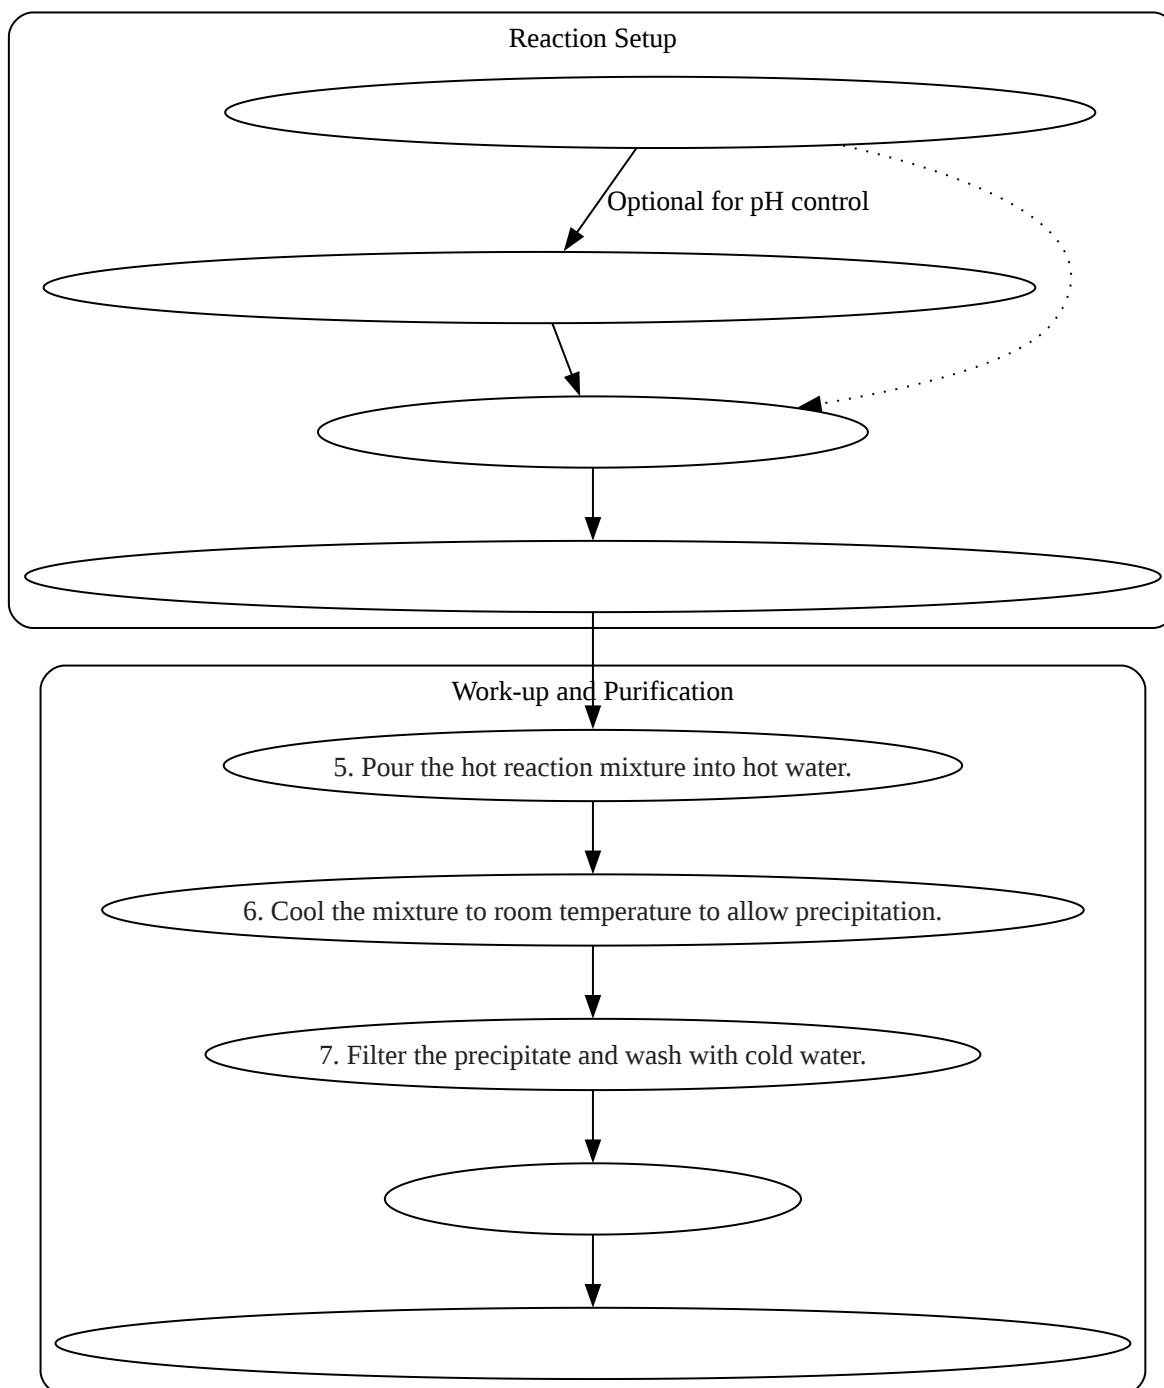 Reaction Setup
Optional for pH control
Work-up and Purification
5. Pour the hot reaction mixture into hot water.
6. Cool the mixture to room temperature to allow precipitation.
7. Filter the precipitate and wash with cold water.